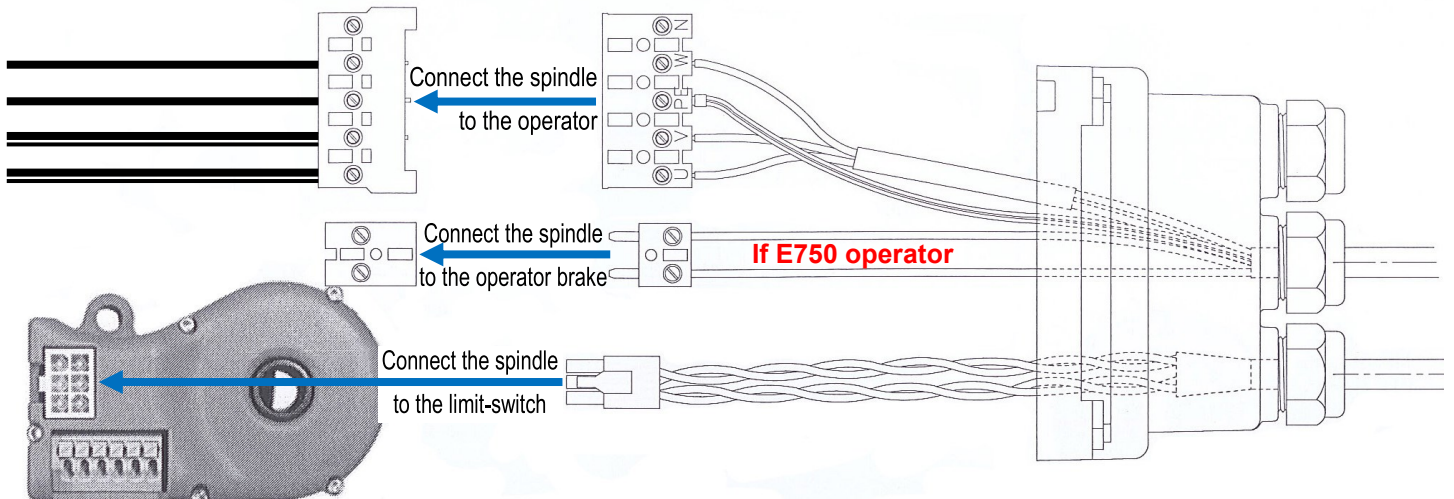 N
W
PE
V
U
Connect the spindle
to the operator
Connect the spindle
to the operator brake
If E750 operator
Connect the spindle
to the limit-switch